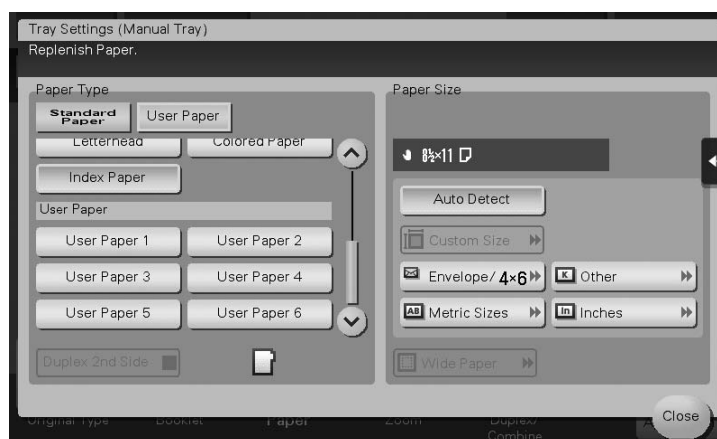 Tray Settings (Manual Tray)
Replenish Paper.
Paper Type
Standard Paper
User Paper
Letterhead
Colored Paper
Index Paper
User Paper
User Paper 1
User Paper 2
User Paper 3
User Paper 4
User Paper 5
User Paper 6
Duplex 2nd Side
Paper Size
8½×11
Auto Detect
Custom Size
Envelope/ 4×6
K Other
AB Metric Sizes
In Inches
Wide Paper
Close
Original Type
Booklet
Paper
Zoom
Duplex/
Combine